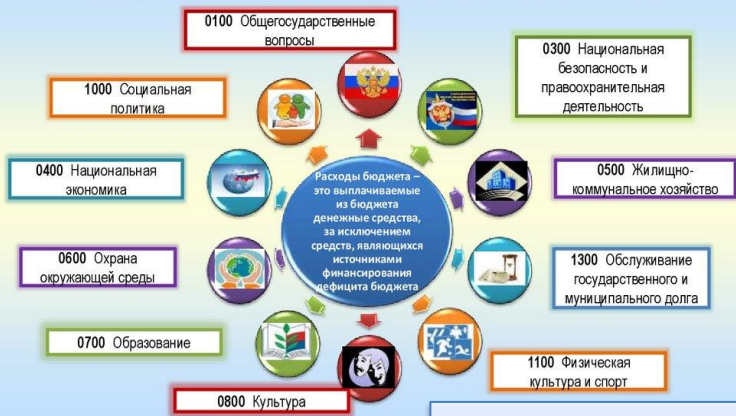 0100 Общегосударственные
вопросы
0300 Национальная
безопасность и
правоохранительная
деятельность
1000 Социальная
политика
0400 Национальная
экономика
0500 Жилищно-
коммунальное хозяйство
Расходы бюджета –
это выплачиваемые
из бюджета
денежные средства,
за исключением
средств, являющихся
источниками
финансирования
дефицита бюджета
0600 Охрана
окружающей среды
1300 Обслуживание
государственного и
муниципального долга
0700 Образование
1100 Физическая
культура и спорт
0800 Культура